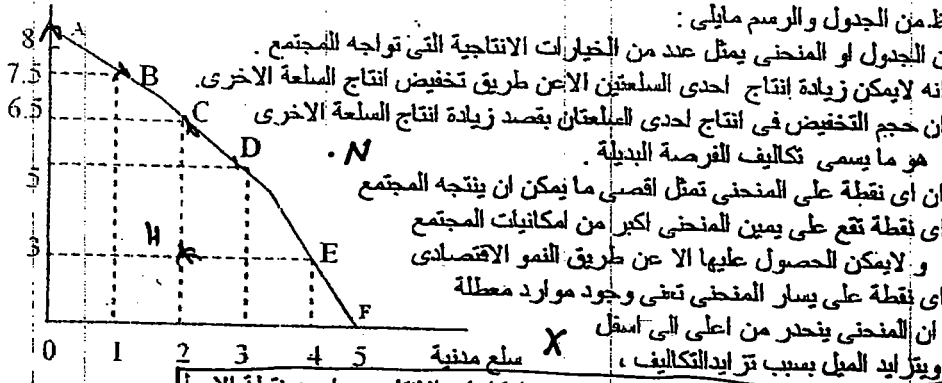 من الجدول والرسم مايلى :
الجدول او المنحنى يمثل عدد من الخيارات الانتاجية التى تواجه المجتمع .
انه لايمكن زيادة إنتاج احدى السلعتين الاعن طريق تخفيض انتاج السلعة الاخرى.
ان حجم التخفيض فى انتاج احدى السلعتان بقصد زيادة انتاج السلعة الاخرى
هو ما يسمى تكاليف الفرصة البديلة .
ان اى نقطة على المنحنى تمثل اقصى ما يمكن ان ينتجه المجتمع
اى نقطة تقع على يمين المنحنى اكبر من امكانيات المجتمع
و لايمكن الحصول عليها الا عن طريق النمو الاقتصادى
اى نقطة على يسار المنحنى تعنى وجود موارد معطلة
ان المنحنى ينحدر من اعلى الى اسفل
ويتزايد الميل بسبب تزايدالتكاليف ،
8 A
7.5 B
6.5 C
5 D
N
3 H E
F
0 1 2 3 4 5 سلع مدنية X